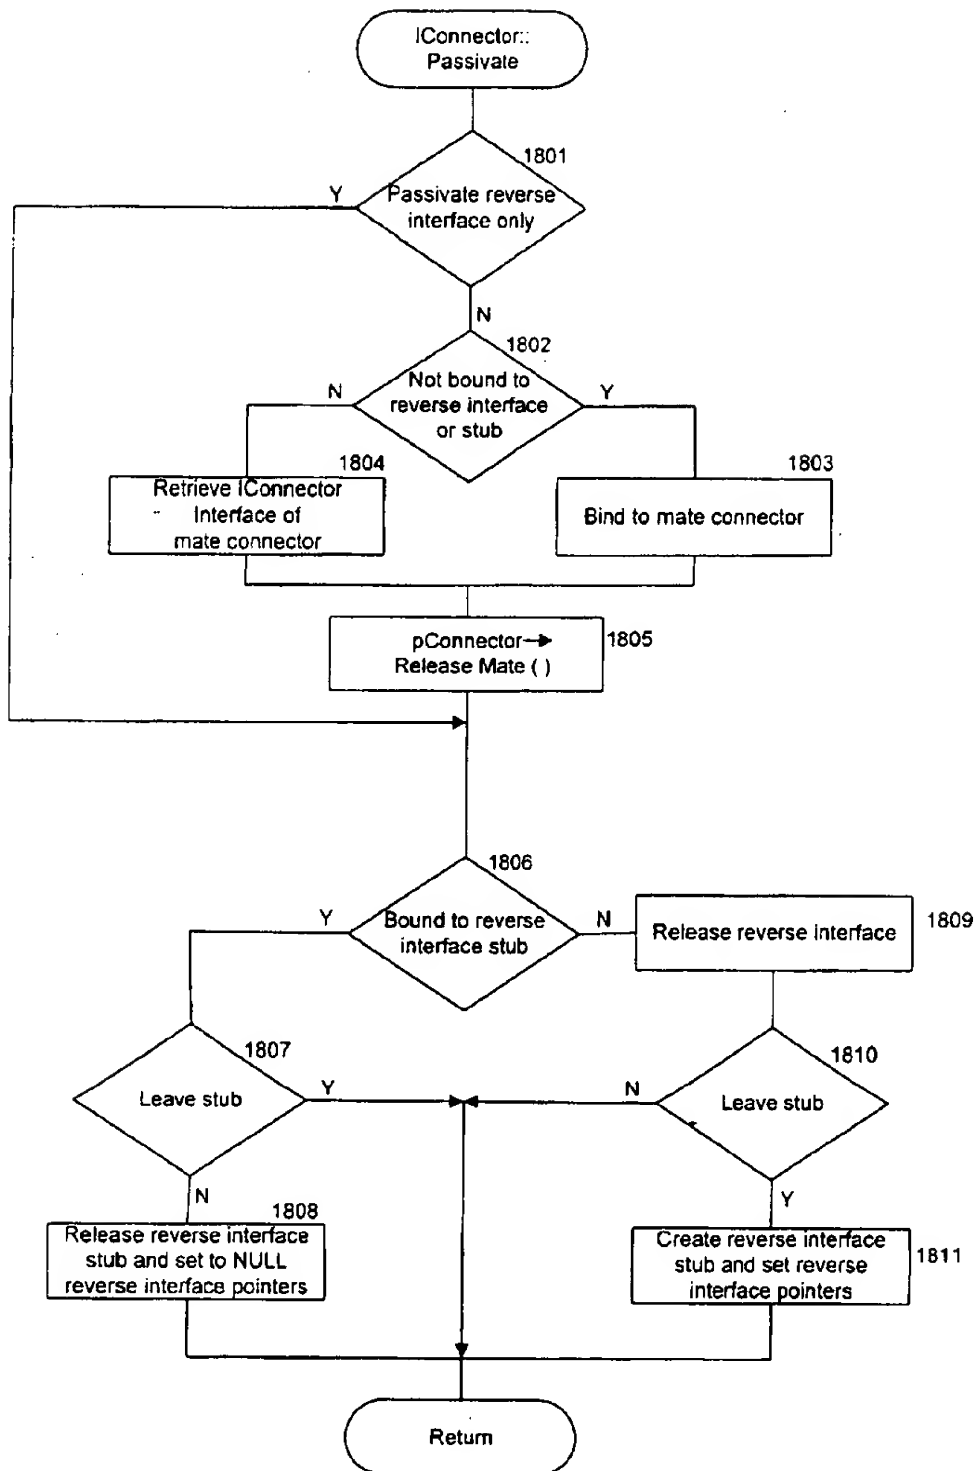 IConnector::
Passivate
1801
Y
Passivate reverse
interface only
N
1802
N
Not bound to
reverse interface
or stub
Y
1804
Retrieve IConnector
Interface of
mate connector
1803
Bind to mate connector
pConnector→
Release Mate ( )
1805
1806
Y
Bound to reverse
interface stub
N
Release reverse interface
1809
1807
Leave stub
Y
N
1810
N
Leave stub
Y
1808
Release reverse interface
stub and set to NULL
reverse interface pointers
Create reverse interface
stub and set reverse
interface pointers
1811
Return